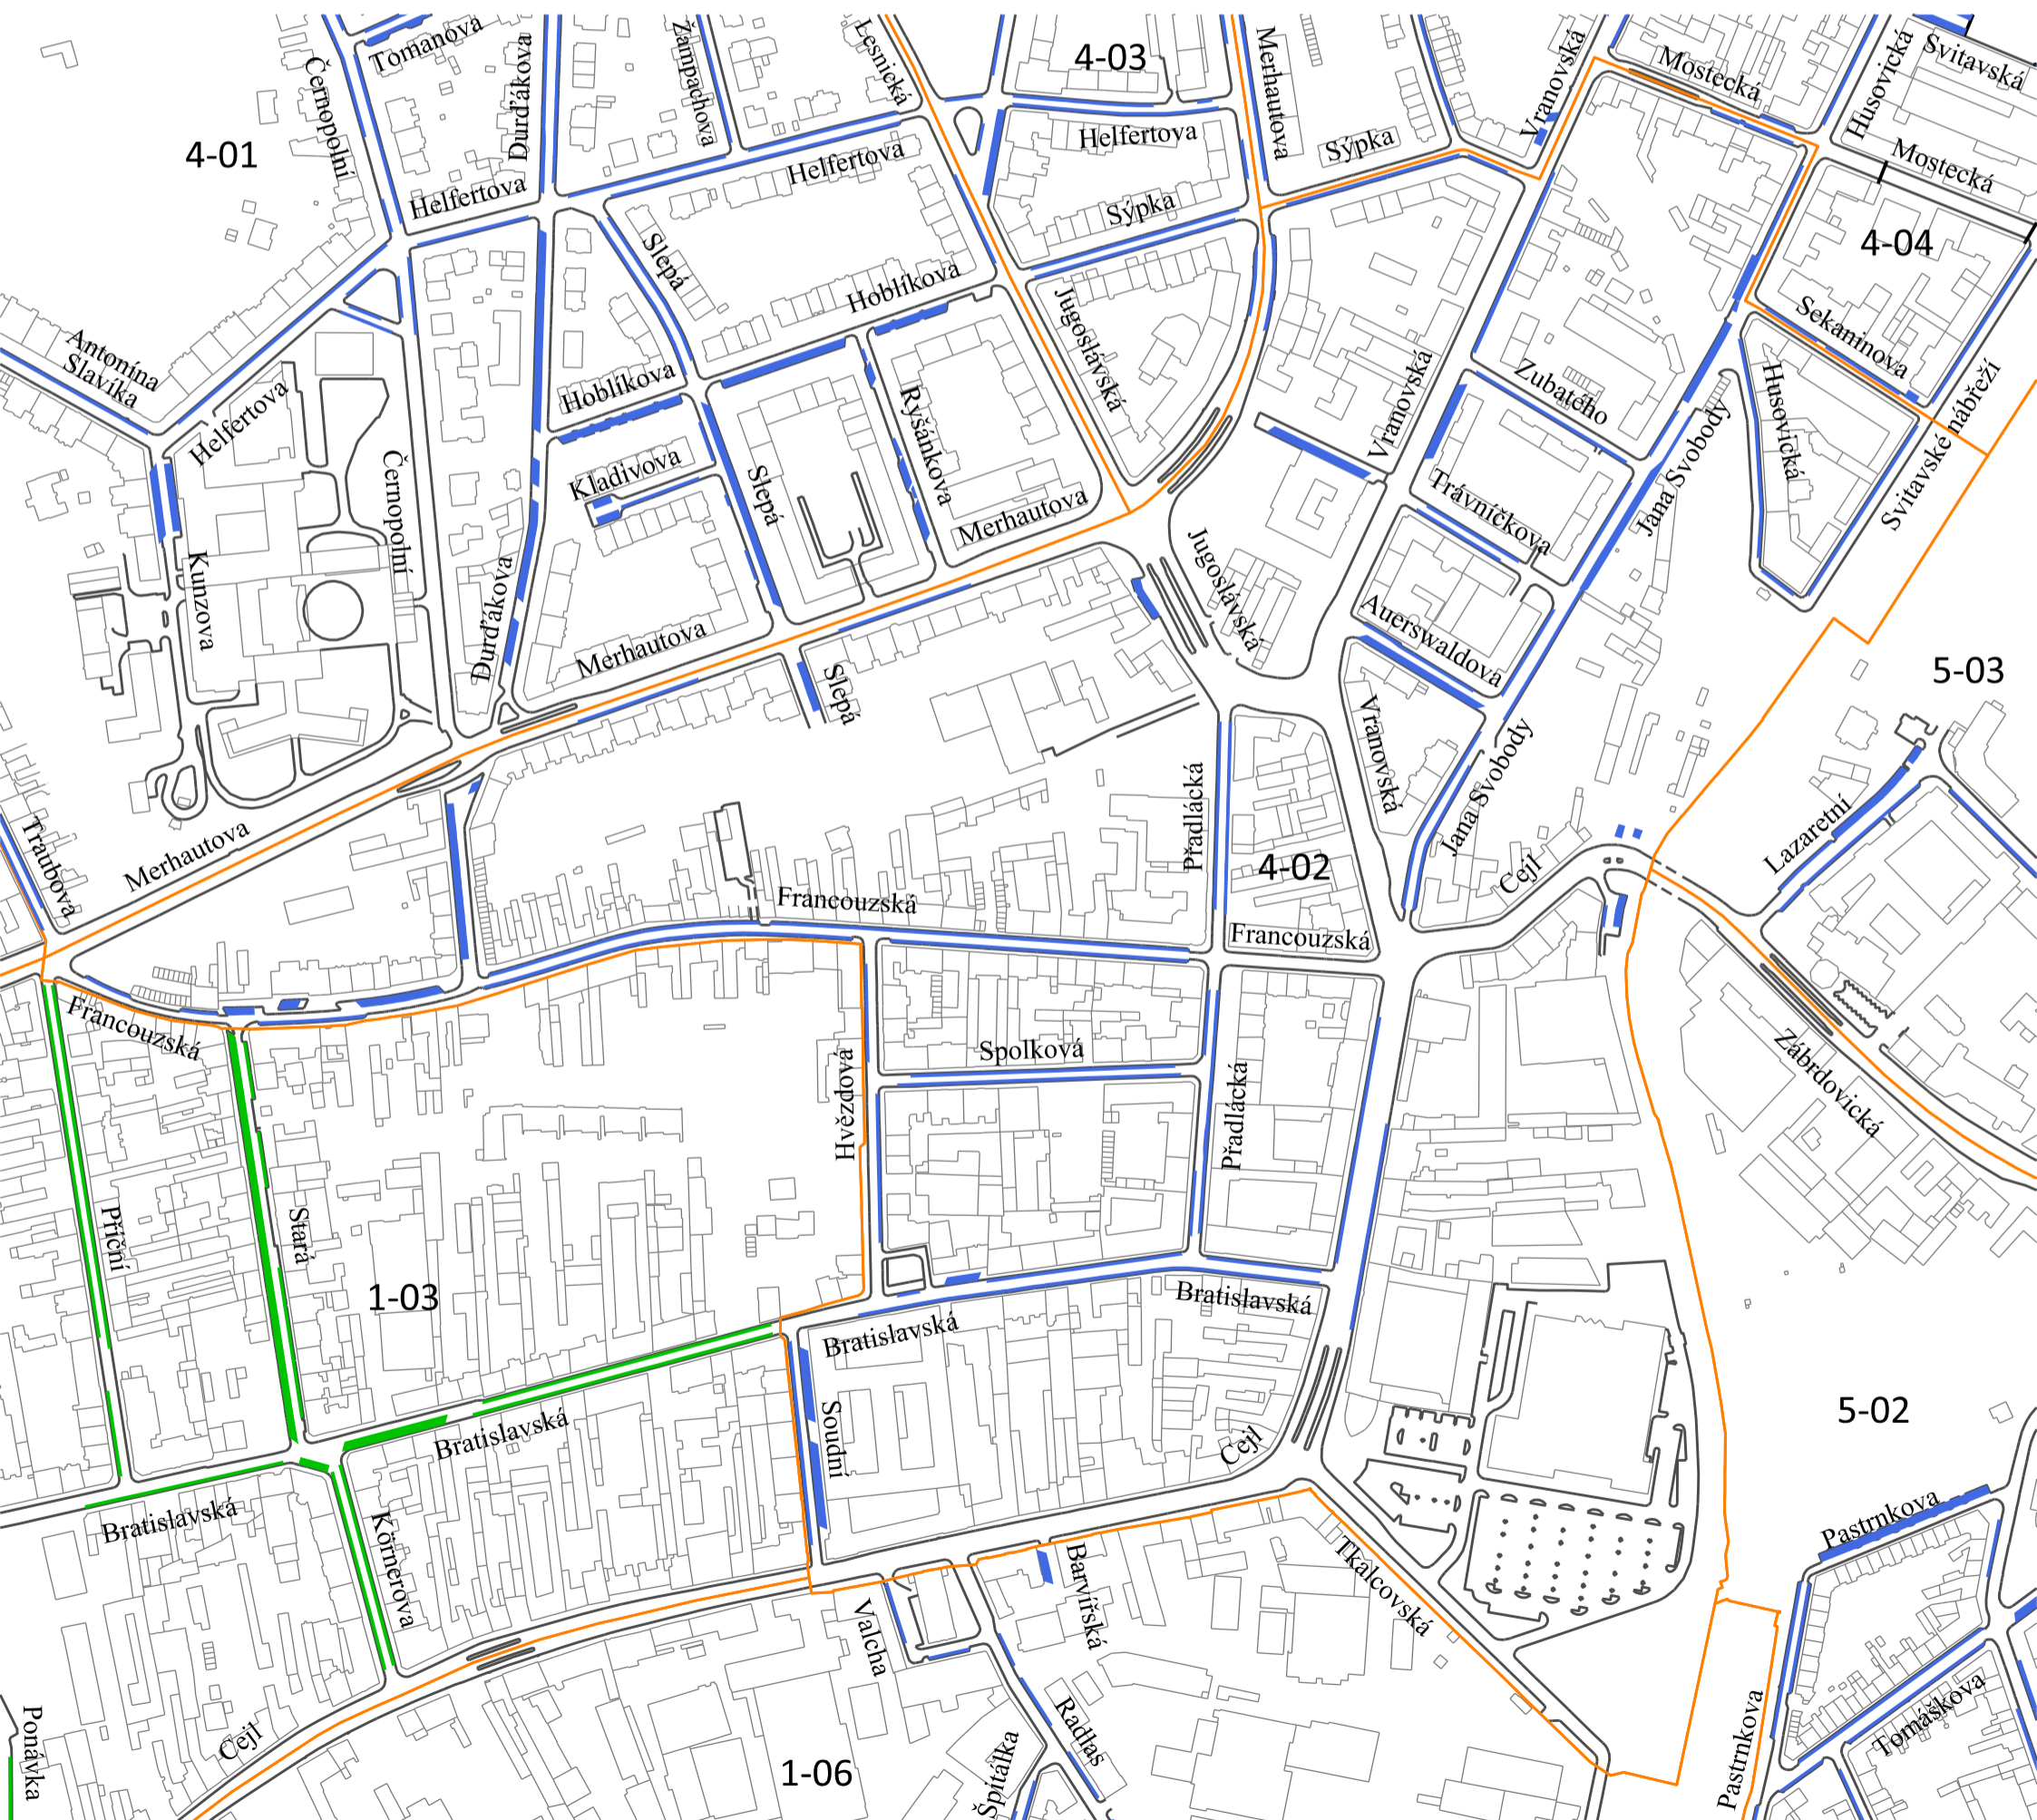 Tomanova
Černopolní
Durďákova
Zampachova
Lesnická
4-03
Merhautova
Vranovská
Mostecká
Husovická
Svitavská
4-01
Helfertova
Helfertova
Helfertova
Sýpka
Mostecká
Sýpka
4-04
Slepá
Hoblíkova
Jugoslávská
Sekaninova
Antonína
Slavíka
Helfertova
Hoblíkova
Ryšánkova
Vranovská
Zubatého
Husovická
Svitavské nábřeží
Černopolní
Kladivova
Slepá
Merhautova
Trávníčkova
Jana Svobody
Kunzova
Durďákova
Merhautova
Jugoslávská
Auerswaldova
5-03
Slepá
Vranovská
Jana Svobody
Traubova
Merhautova
Přadlácká
4-02
Cejl
Lazaretní
Francouzská
Francouzská
Francouzská
Spolková
Hvězdová
Přadlácká
Zábrdovická
Příční
Stará
1-03
Bratislavská
Bratislavská
Bratislavská
Soudní
Cejl
5-02
Bratislavská
Körnerova
Pastrnkova
Valcha
Barvířská
Tkalcovská
Ponávka
Cejl
1-06
Špitálka
Radlas
Pastrnkova
Tomáškova